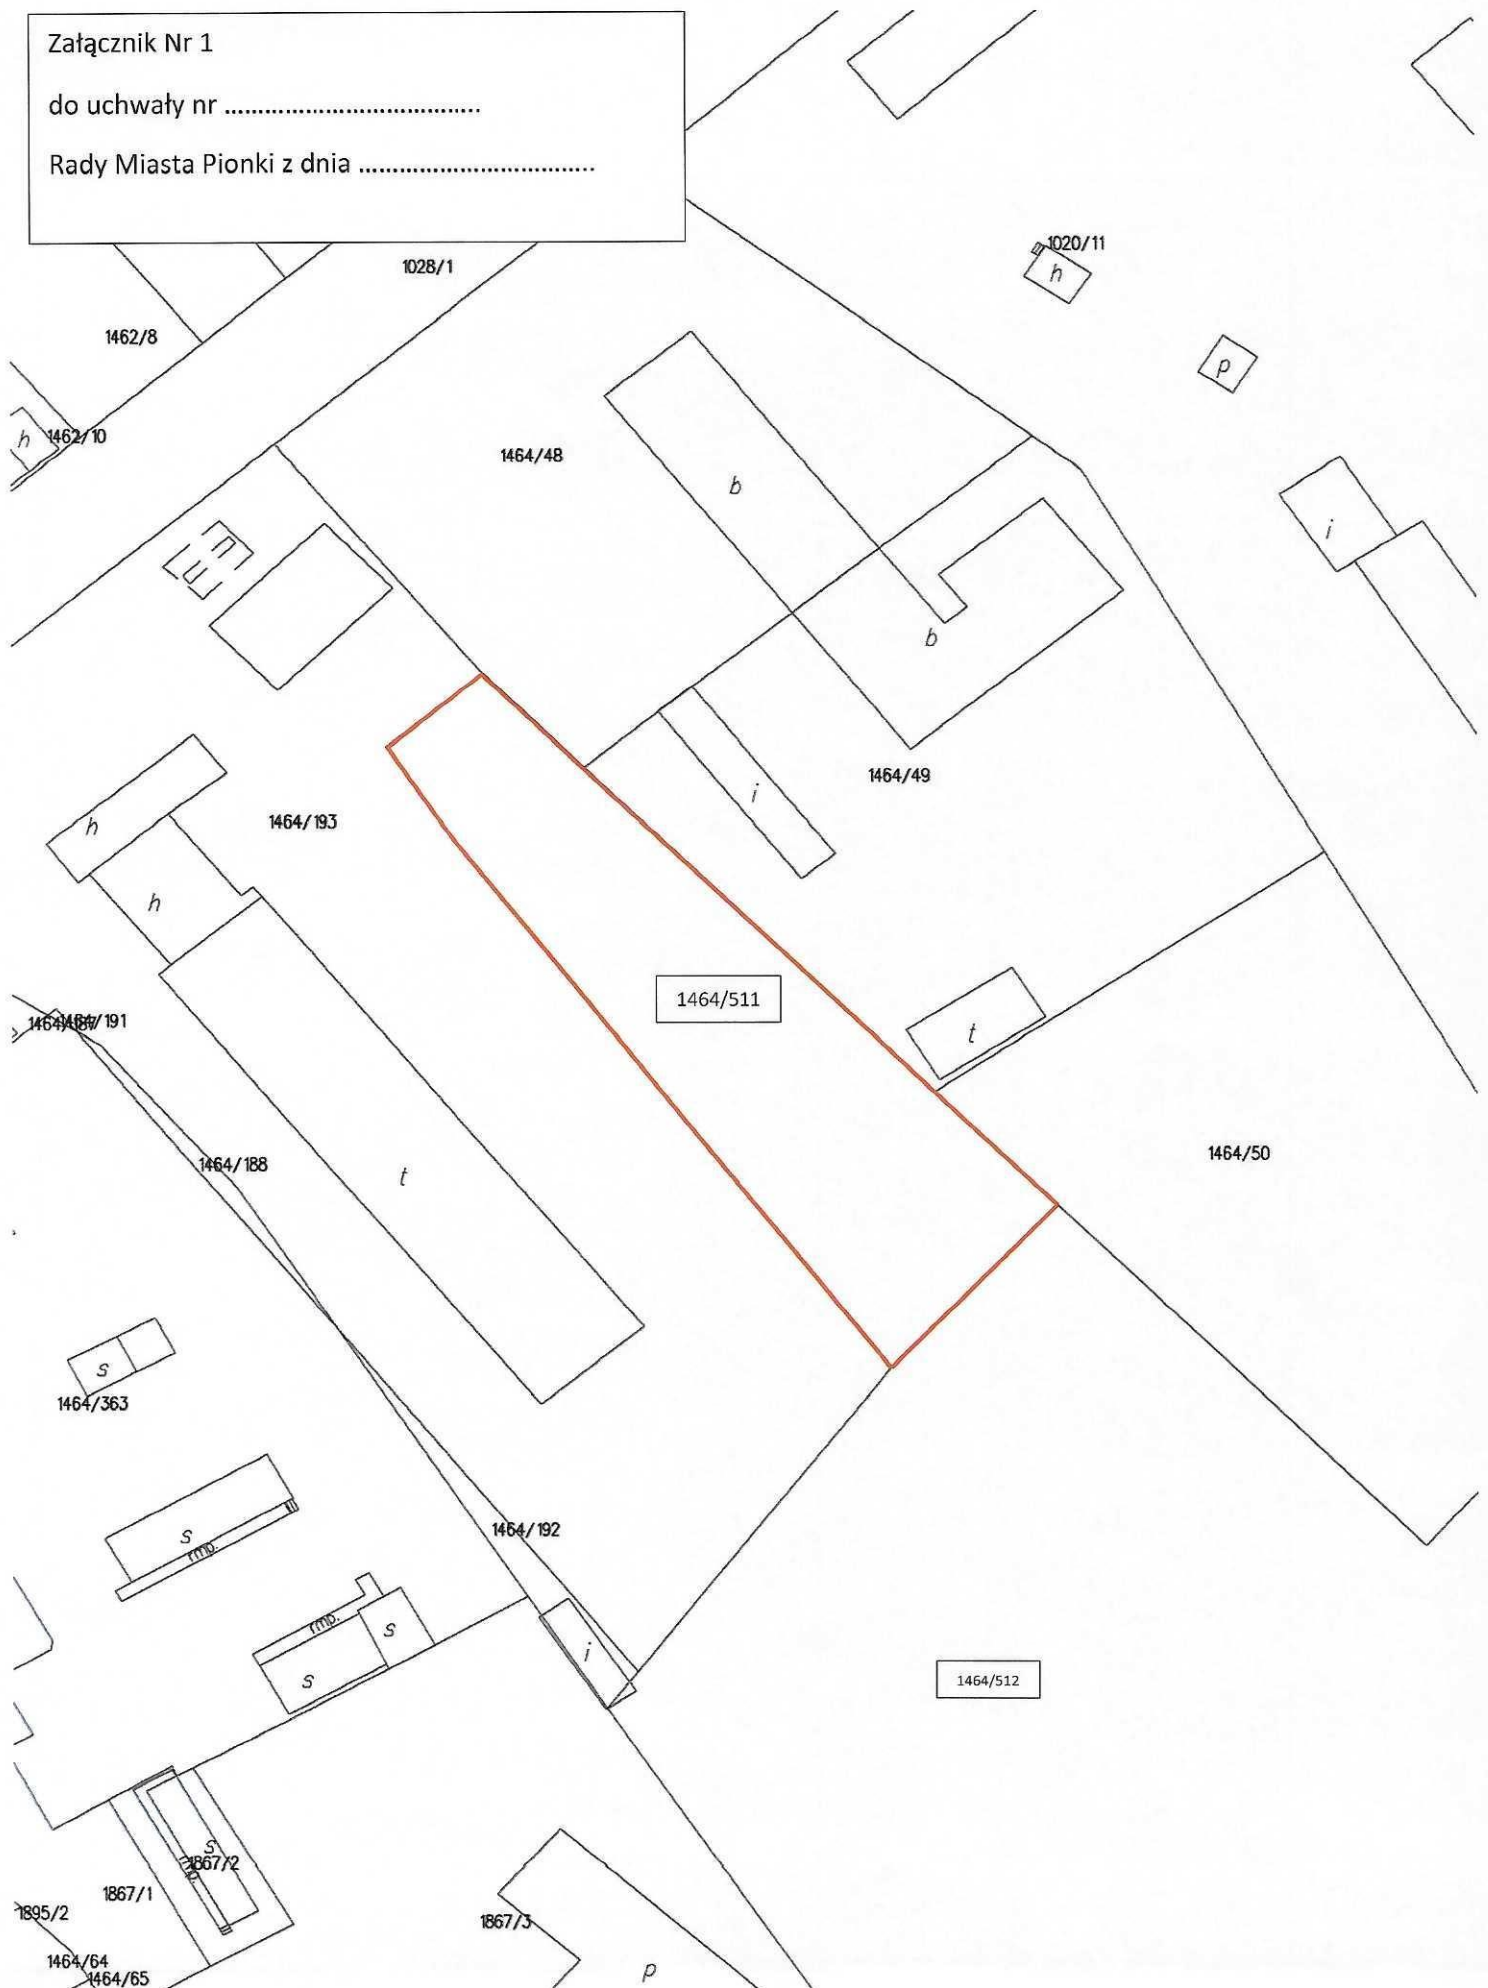 Załącznik Nr 1
do uchwały nr ......................................
Rady Miasta Pionki z dnia ...................................
1020/11
h
1028/1
1462/8
p
h
1462/10
1464/48
b
i
b
1464/49
i
1464/193
h
h
1464/511
1464/191
t
1464/50
1464/188
t
s
1464/363
1464/192
s
rmp.
rmp.
s
i
s
1464/512
s
1867/2
rmp.
1867/1
1895/2
1867/3
1464/64
p
1464/65